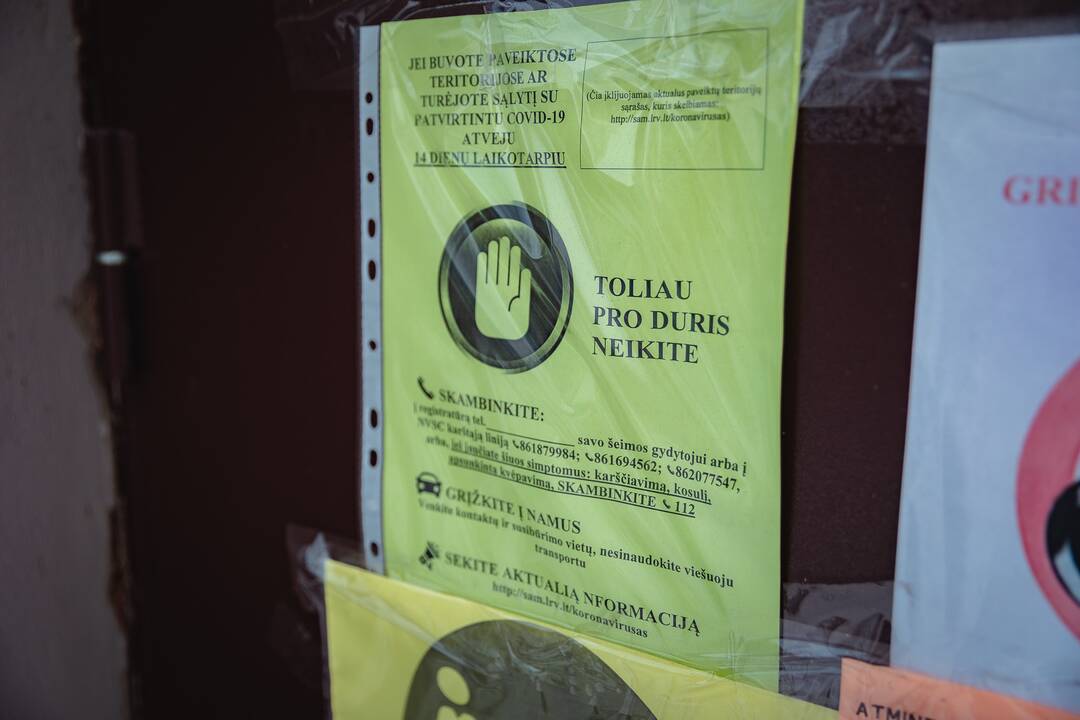 JEI BUVOTE PAVEIKTOSE
TERITORIJOSE AR
TURĖJOTE SĄLYTĮ SU
PATVIRTINTU COVID-19
ATVEJU
14 DIENŲ LAIKOTARPIU
(Čia įklijuojamas aktualus paveiktų teritorijų
sąrašas, kuris skelbiamas:
http://sam.lrv.lt/koronavirusas)
TOLIAU
PRO DURIS
NEIKITE
SKAMBINKITE:
į registratūrą tel. ______________ savo šeimos gydytojui arba į
NVSC karštąją liniją 861879984; 861694562; 862077547,
arba, jei jaučiate šiuos simptomus: karščiavimą, kosulį,
apsunkintą kvėpavimą, SKAMBINKITE 112
GRĮŽKITE Į NAMUS
Venkite kontaktų ir susibūrimo vietų, nesinaudokite viešuoju
transportu
SEKITE AKTUALIĄ NFORMACIJĄ
http://sam.lrv.lt/koronavirusas
GRI
ATMIN